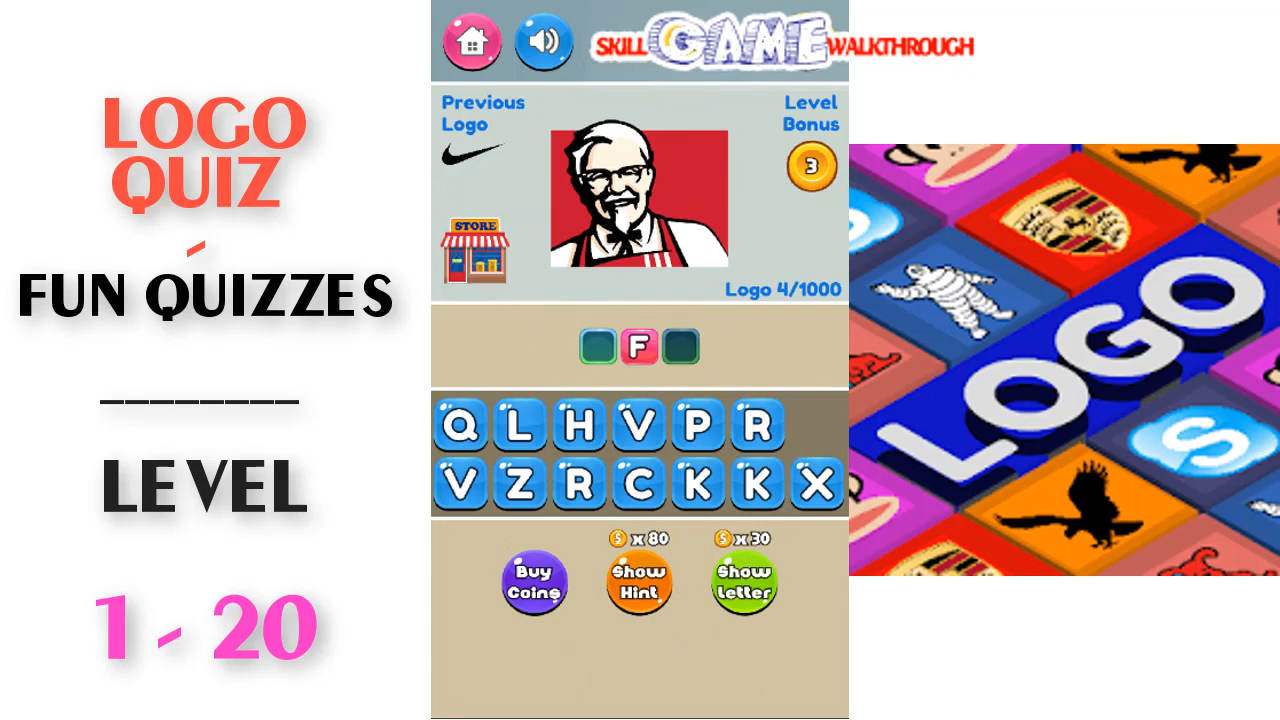 LOGO
QUIZ
-
FUN QUIZZES
________
LEVEL
1 - 20
SKILL GAME WALKTHROUGH
Previous
Logo
Level
Bonus
3
STORE
Logo 4/1000
F
Q L H V P R
V Z R C K K X
$ x 80
$ x 30
Buy
Coins
Show
Hint
Show
Letter
LOGO
S